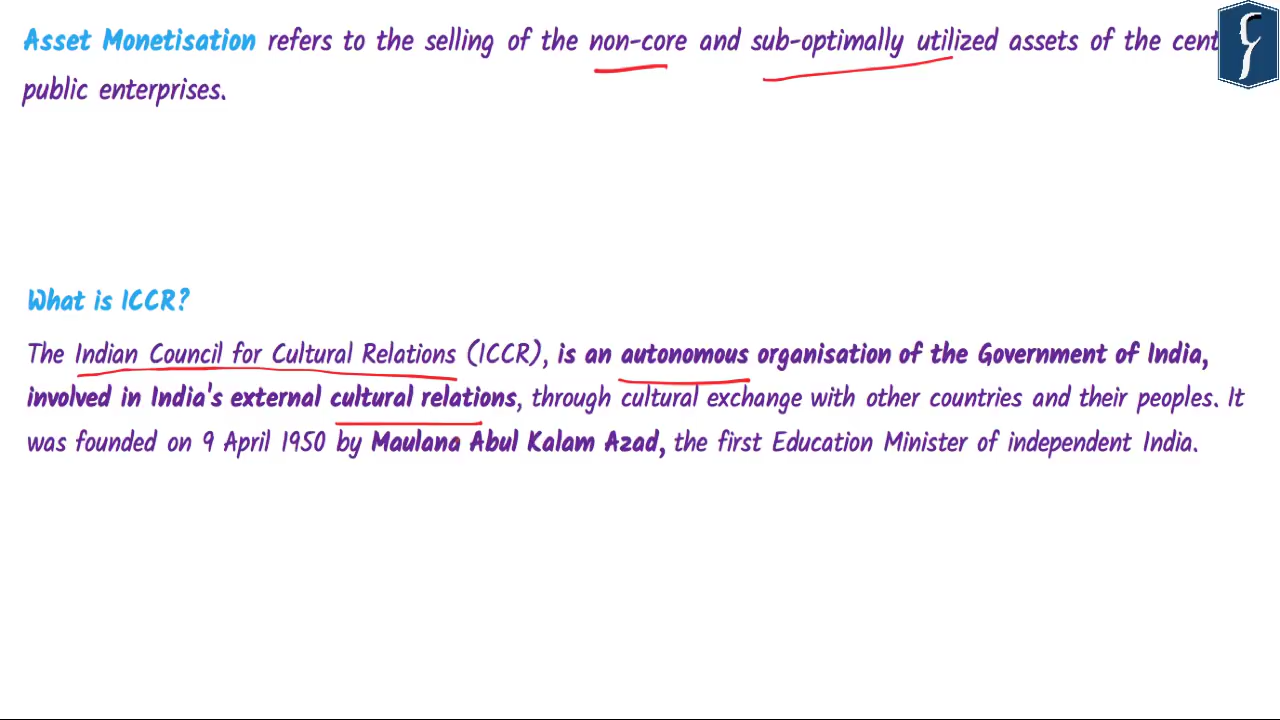 Asset Monetisation refers to the selling of the non-core and sub-optimally utilized assets of the cent
public enterprises.
What is ICCR?
The Indian Council for Cultural Relations (ICCR), is an autonomous organisation of the Government of India,
involved in India's external cultural relations, through cultural exchange with other countries and their peoples. It
was founded on 9 April 1950 by Maulana Abul Kalam Azad, the first Education Minister of independent India.